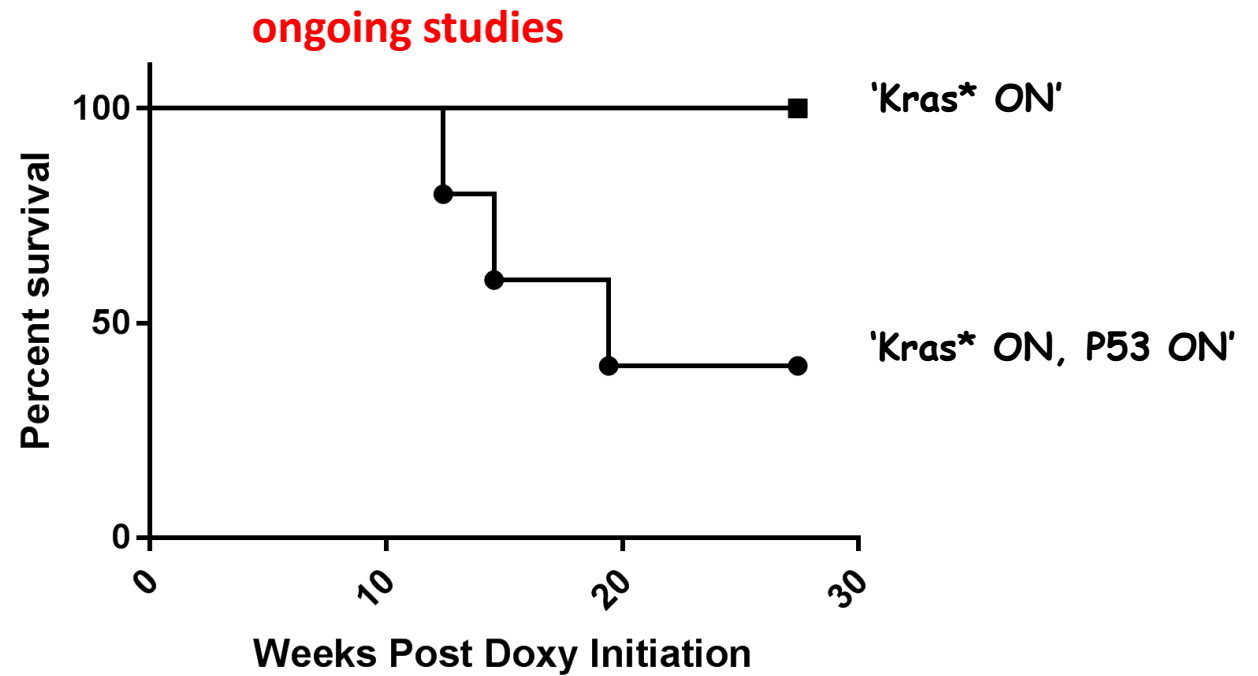 ongoing studies
Percent survival
100
50
0
0
10
20
30
Weeks Post Doxy Initiation
‘Kras* ON’
‘Kras* ON, P53 ON’